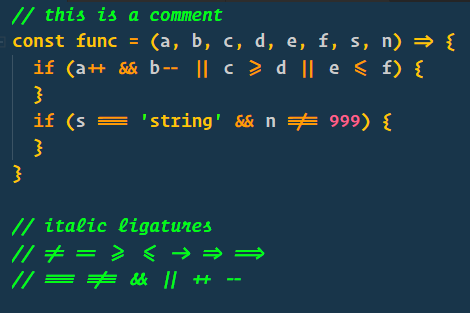 // this is a comment
const func = (a, b, c, d, e, f, s, n) => {
if (a++ && b-- || c >= d || e <= f) {
}
if (s === 'string' && n !== 999) {
}
}
// italic ligatures
// != == >= <= -> => ==>
// === !== && || ++ --